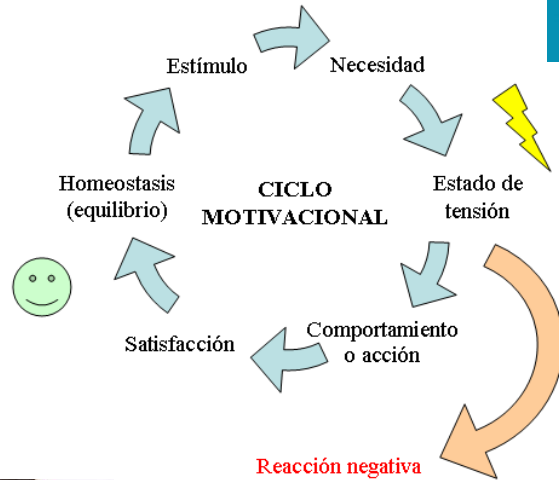 Estímulo
Necesidad
Estado de
tensión
Comportamiento
o acción
Satisfacción
Homeostasis
(equilibrio)
CICLO
MOTIVACIONAL
Reacción negativa